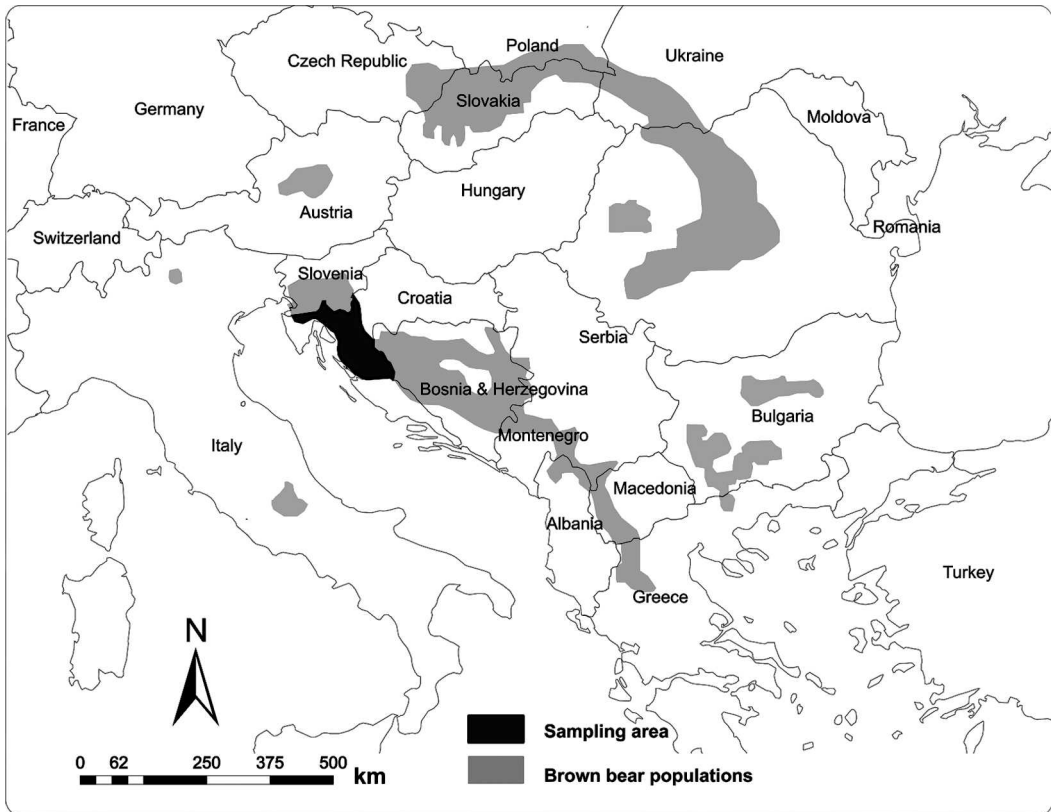 Poland
Ukraine
Czech Republic
Germany
Slovakia
Moldova
France
Hungary
Austria
Romania
Switzerland
Slovenia
Croatia
Serbia
Bosnia & Herzegovina
Bulgaria
Montenegro
Italy
Macedonia
Albania
Turkey
Greece
N
Sampling area
0 62 250 375 500 km
Brown bear populations